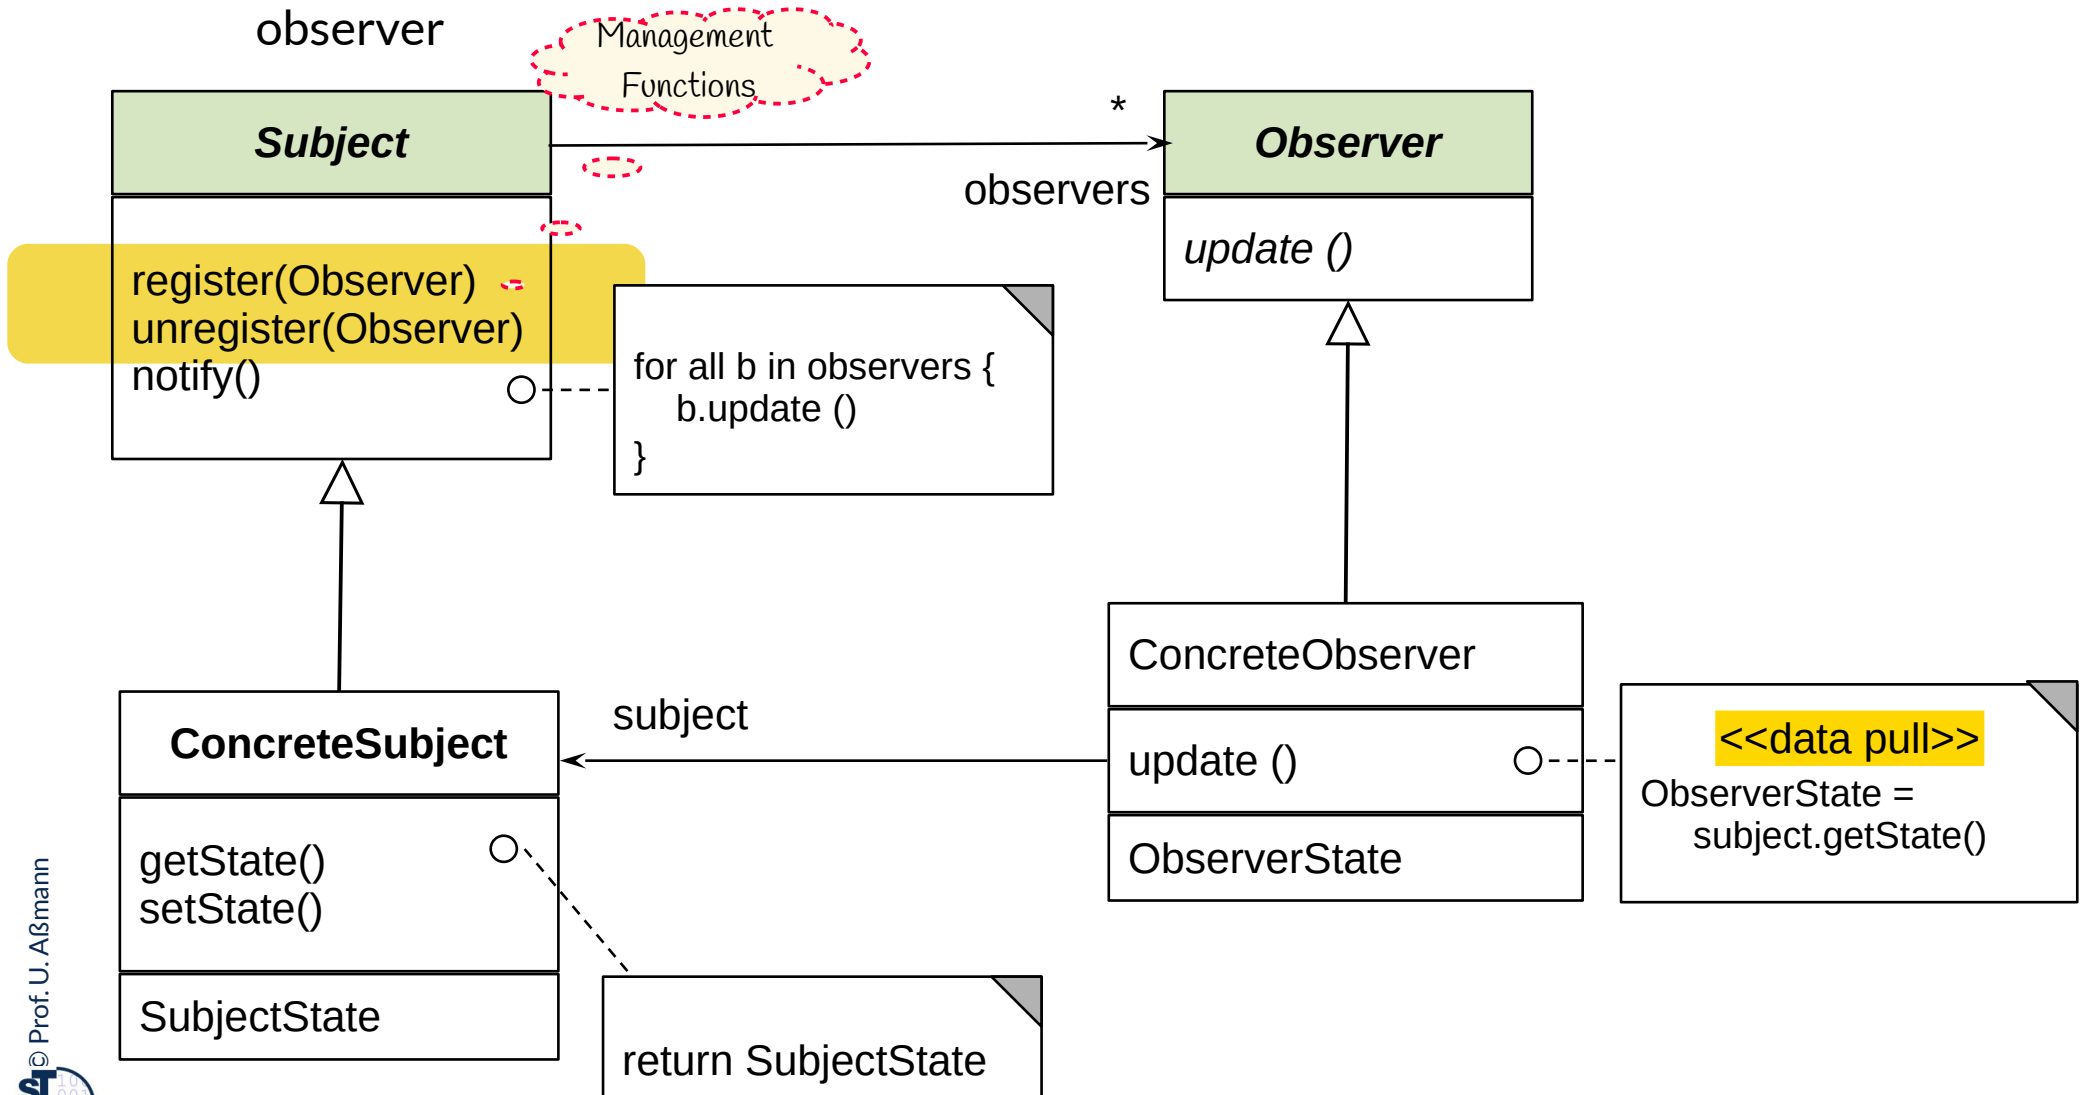 observer
Management
Functions
Subject
*
Observer
observers
update ()
register(Observer)
unregister(Observer)
notify()
for all b in observers {
b.update ()
}
ConcreteObserver
update ()
ObserverState
<<data pull>>
ObserverState =
subject.getState()
subject
ConcreteSubject
getState()
setState()
SubjectState
return SubjectState
© Prof. U. Aßmann
ST